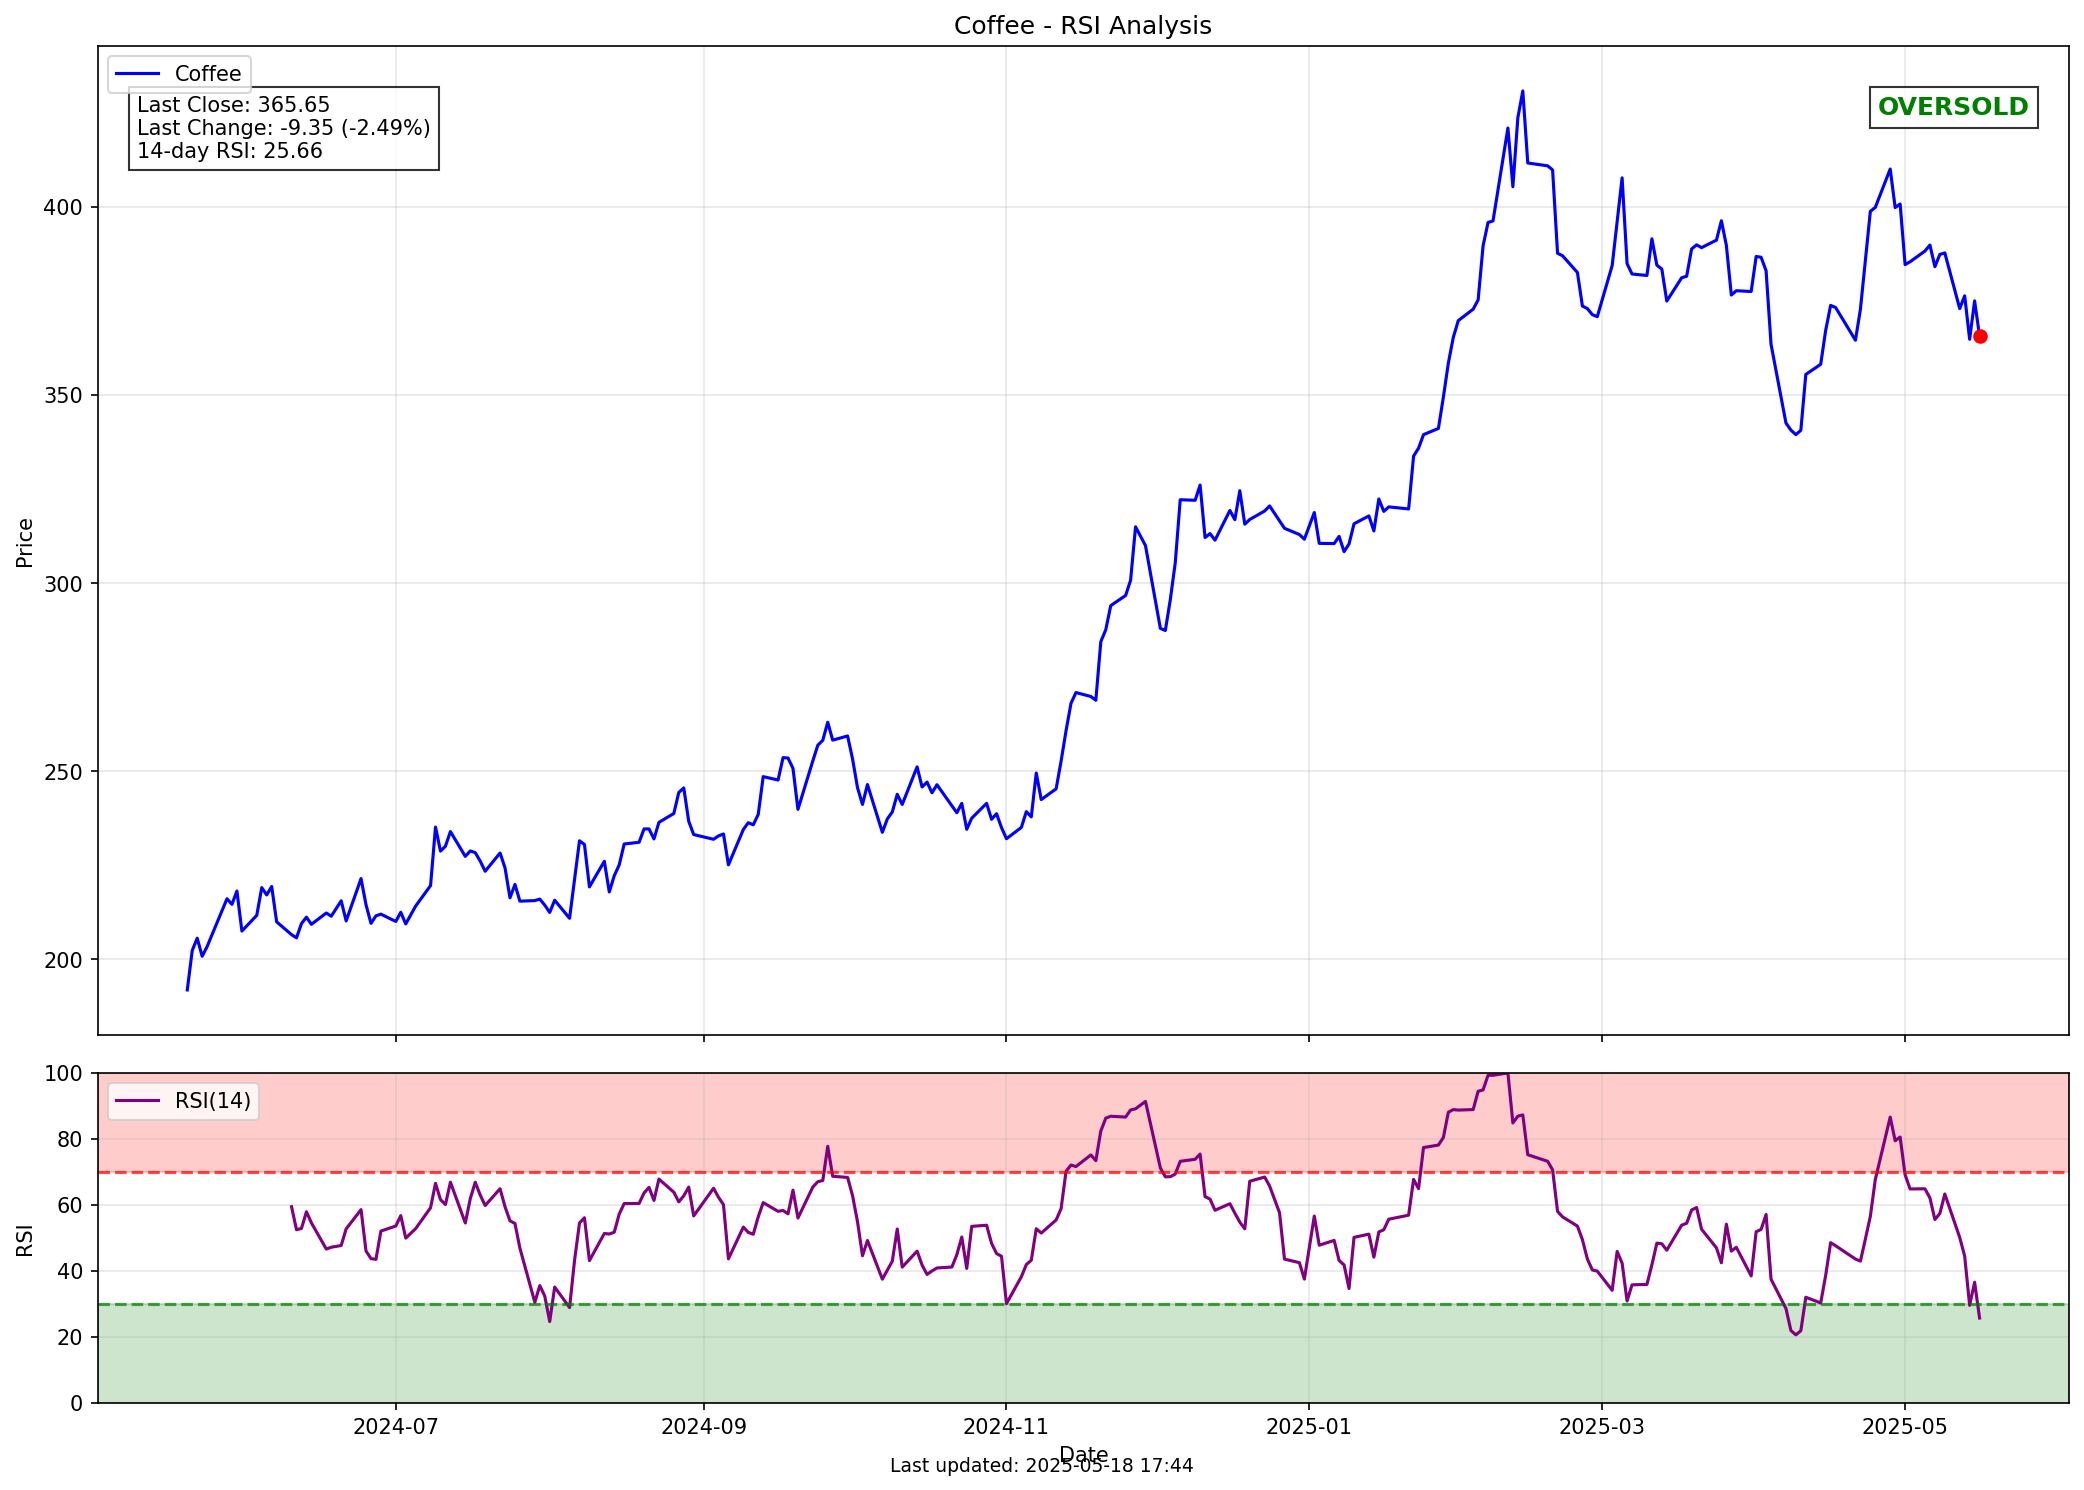 Coffee - RSI Analysis
Coffee
Last Close: 365.65
Last Change: -9.35 (-2.49%)
14-day RSI: 25.66
OVERSOLD
Price
400
350
300
250
200
RSI(14)
RSI
100
80
60
40
20
0
2024-07
2024-09
2024-11
2025-01
2025-03
2025-05
Date
Last updated: 2025-05-18 17:44